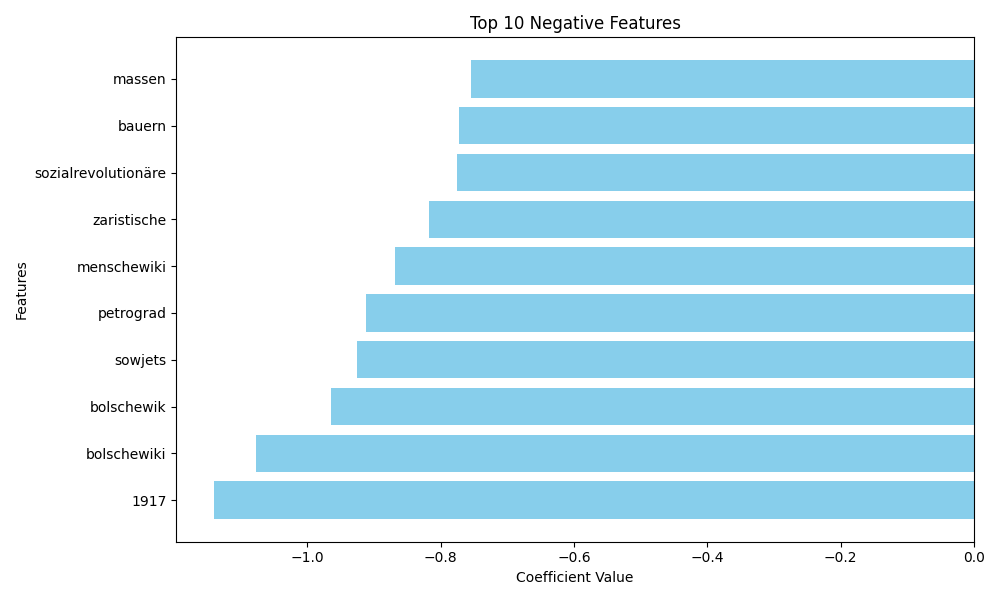 Top 10 Negative Features
massen
bauern
sozialrevolutionäre
zaristische
menschewiki
petrograd
sowjets
bolschewik
bolschewiki
1917
Features
−1.0 −0.8 −0.6 −0.4 −0.2 0.0
Coefficient Value